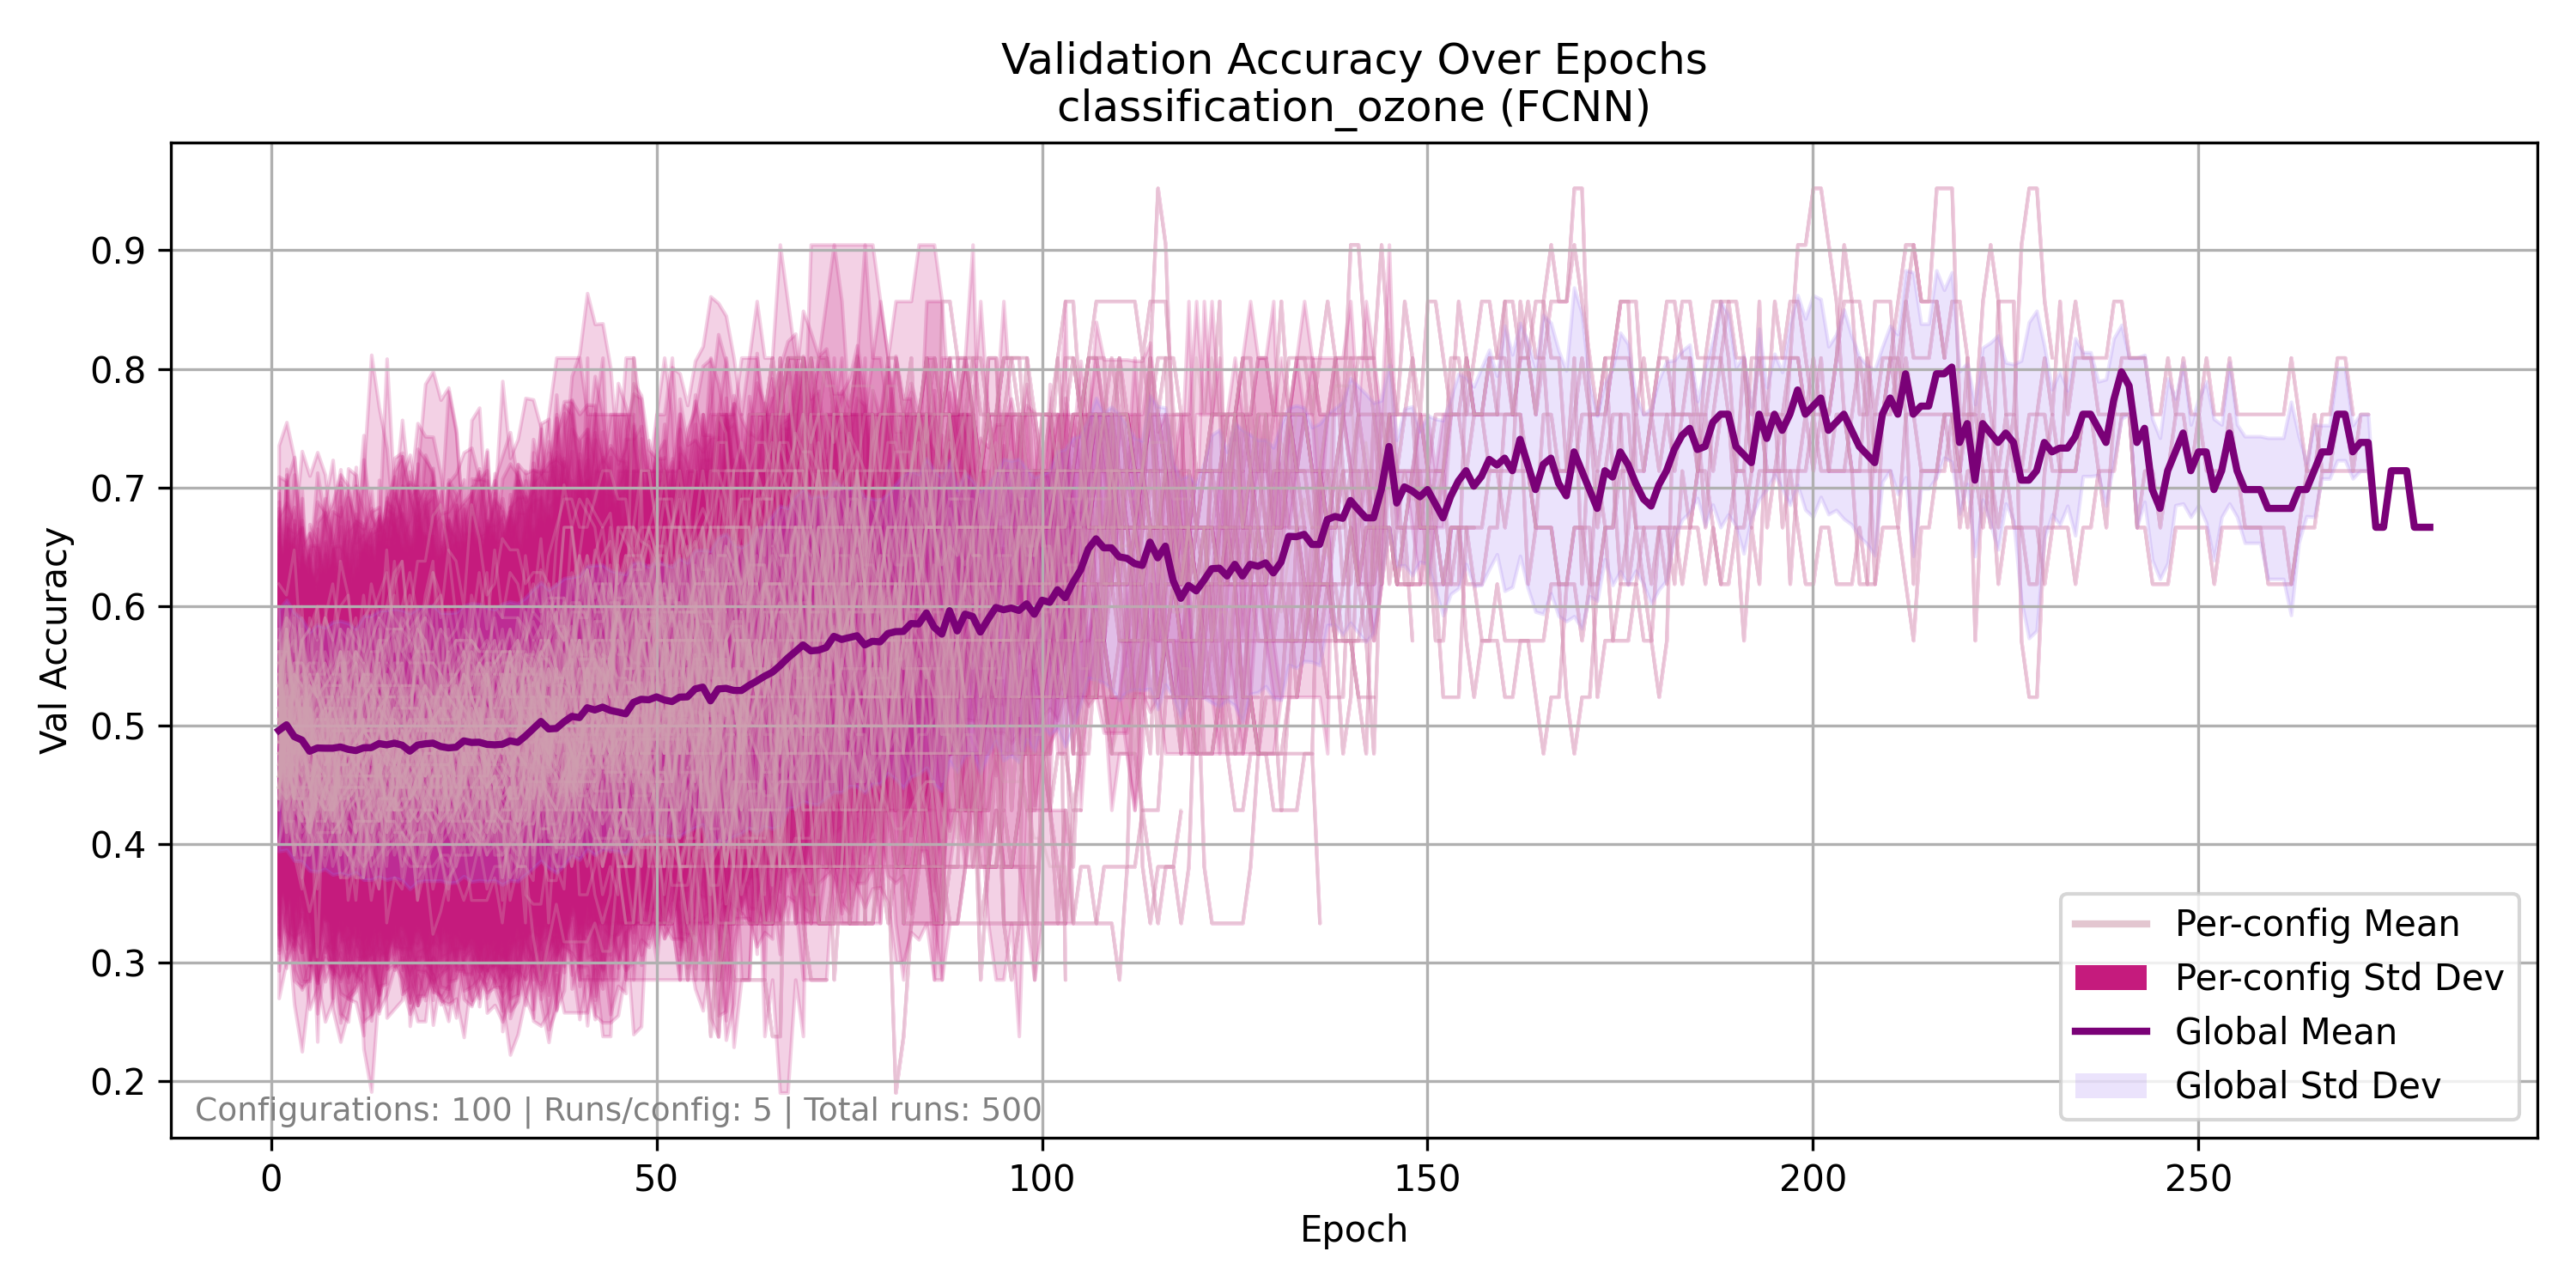 Validation Accuracy Over Epochs
classification_ozone (FCNN)
Val Accuracy
0.9
0.8
0.7
0.6
0.5
0.4
0.3
0.2
Per-config Mean
Per-config Std Dev
Global Mean
Global Std Dev
Configurations: 100 | Runs/config: 5 | Total runs: 500
0 50 100 150 200 250
Epoch